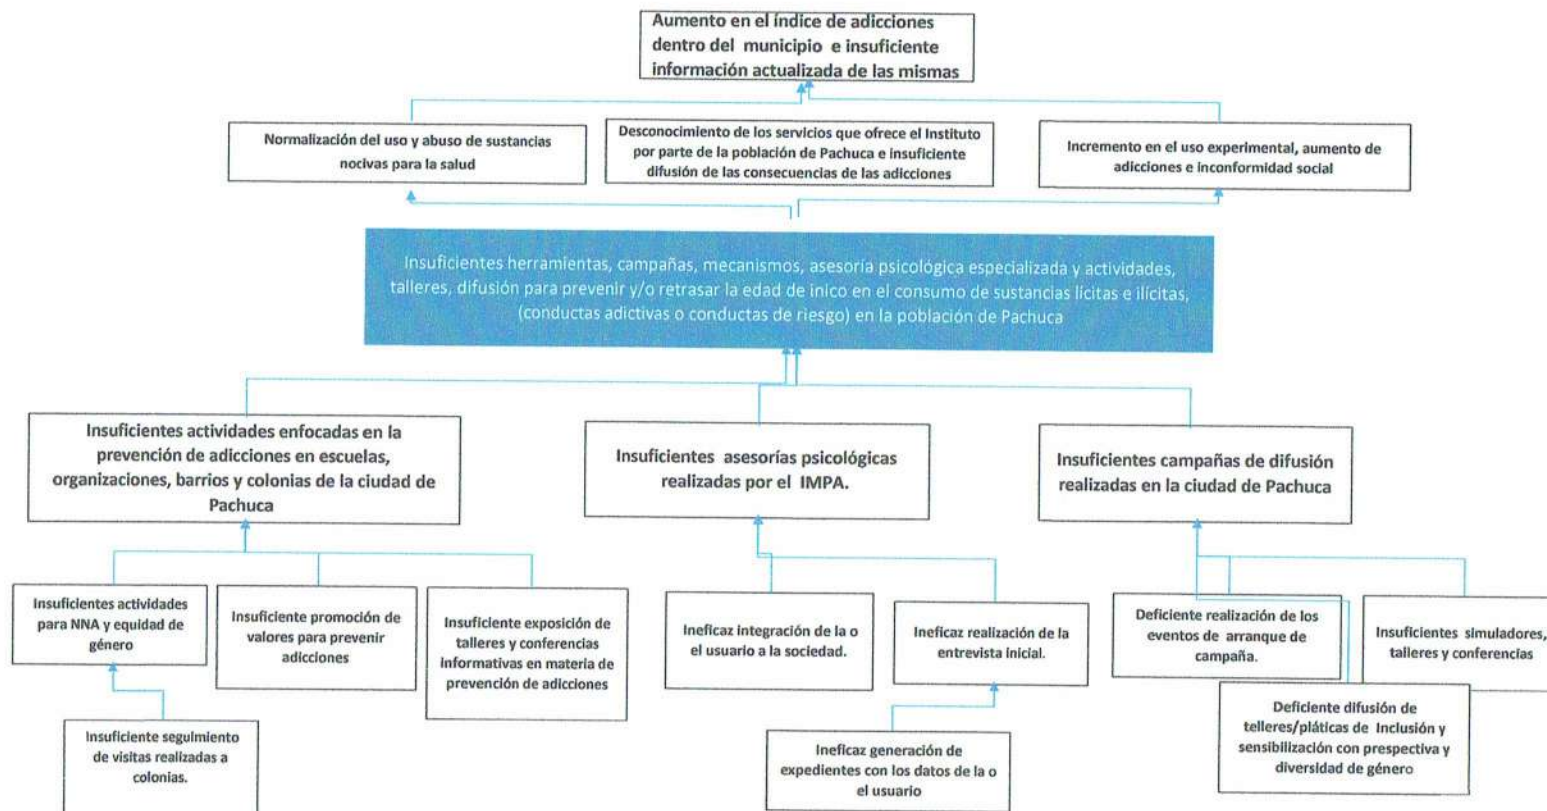 Aumento en el índice de adicciones
dentro del municipio e insuficiente
información actualizada de las mismas
Normalización del uso y abuso de sustancias
nocivas para la salud
Desconocimiento de los servicios que ofrece el Instituto
por parte de la población de Pachuca e insuficiente
difusión de las consecuencias de las adicciones
Incremento en el uso experimental, aumento de
adicciones e inconformidad social
Insuficientes herramientas, campañas, mecanismos, asesoría psicológica especializada y actividades,
talleres, difusión para prevenir y/o retrasar la edad de inico en el consumo de sustancias lícitas e ilícitas,
(conductas adictivas o conductas de riesgo) en la población de Pachuca
Insuficientes actividades enfocadas en la
prevención de adicciones en escuelas,
organizaciones, barrios y colonias de la ciudad de
Pachuca
Insuficientes asesorías psicológicas
realizadas por el IMPA.
Insuficientes campañas de difusión
realizadas en la ciudad de Pachuca
Insuficientes actividades
para NNA y equidad de
género
Insuficiente promoción de
valores para prevenir
adicciones
Insuficiente exposición de
talleres y conferencias
informativas en materia de
prevención de adicciones
Ineficaz integración de la o
el usuario a la sociedad.
Ineficaz realización de la
entrevista inicial.
Deficiente realización de los
eventos de arranque de
campaña.
Insuficientes simuladores,
talleres y conferencias
Insuficiente seguimiento
de visitas realizadas a
colonias.
Ineficaz generación de
expedientes con los datos de la o
el usuario
Deficiente difusión de
telleres/pláticas de Inclusión y
sensibilización con prespectiva y
diversidad de género